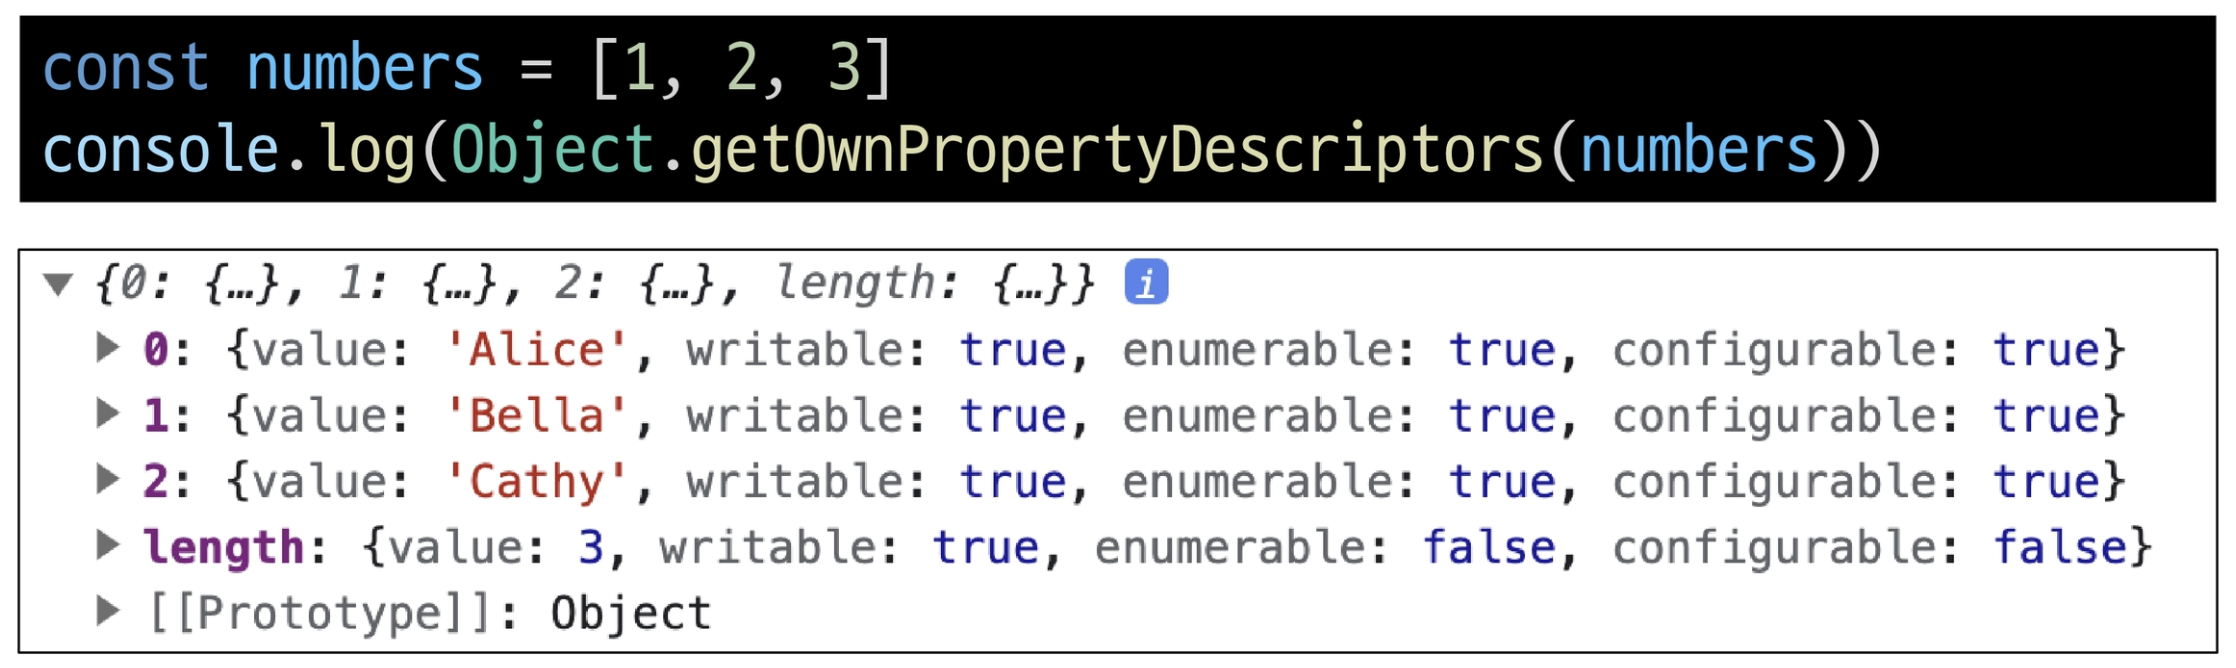 const numbers = [1, 2, 3]
console.log(Object.getOwnPropertyDescriptors(numbers))
▼ {0: {…}, 1: {…}, 2: {…}, length: {…}} i
▶ 0: {value: 'Alice', writable: true, enumerable: true, configurable: true}
▶ 1: {value: 'Bella', writable: true, enumerable: true, configurable: true}
▶ 2: {value: 'Cathy', writable: true, enumerable: true, configurable: true}
▶ length: {value: 3, writable: true, enumerable: false, configurable: false}
▶ [[Prototype]]: Object